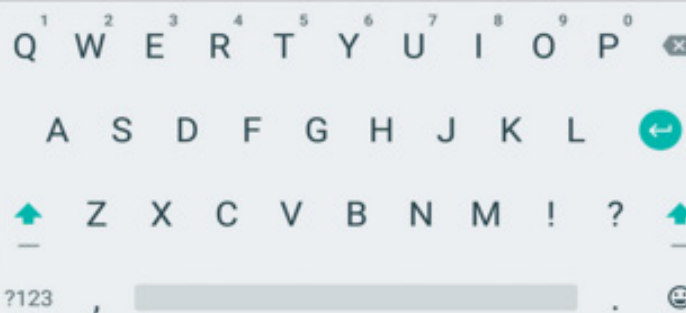 1 2 3 4 5 6 7 8 9 0
Q W E R T Y U I O P
A S D F G H J K L
Z X C V B N M ! ?
?123 , .